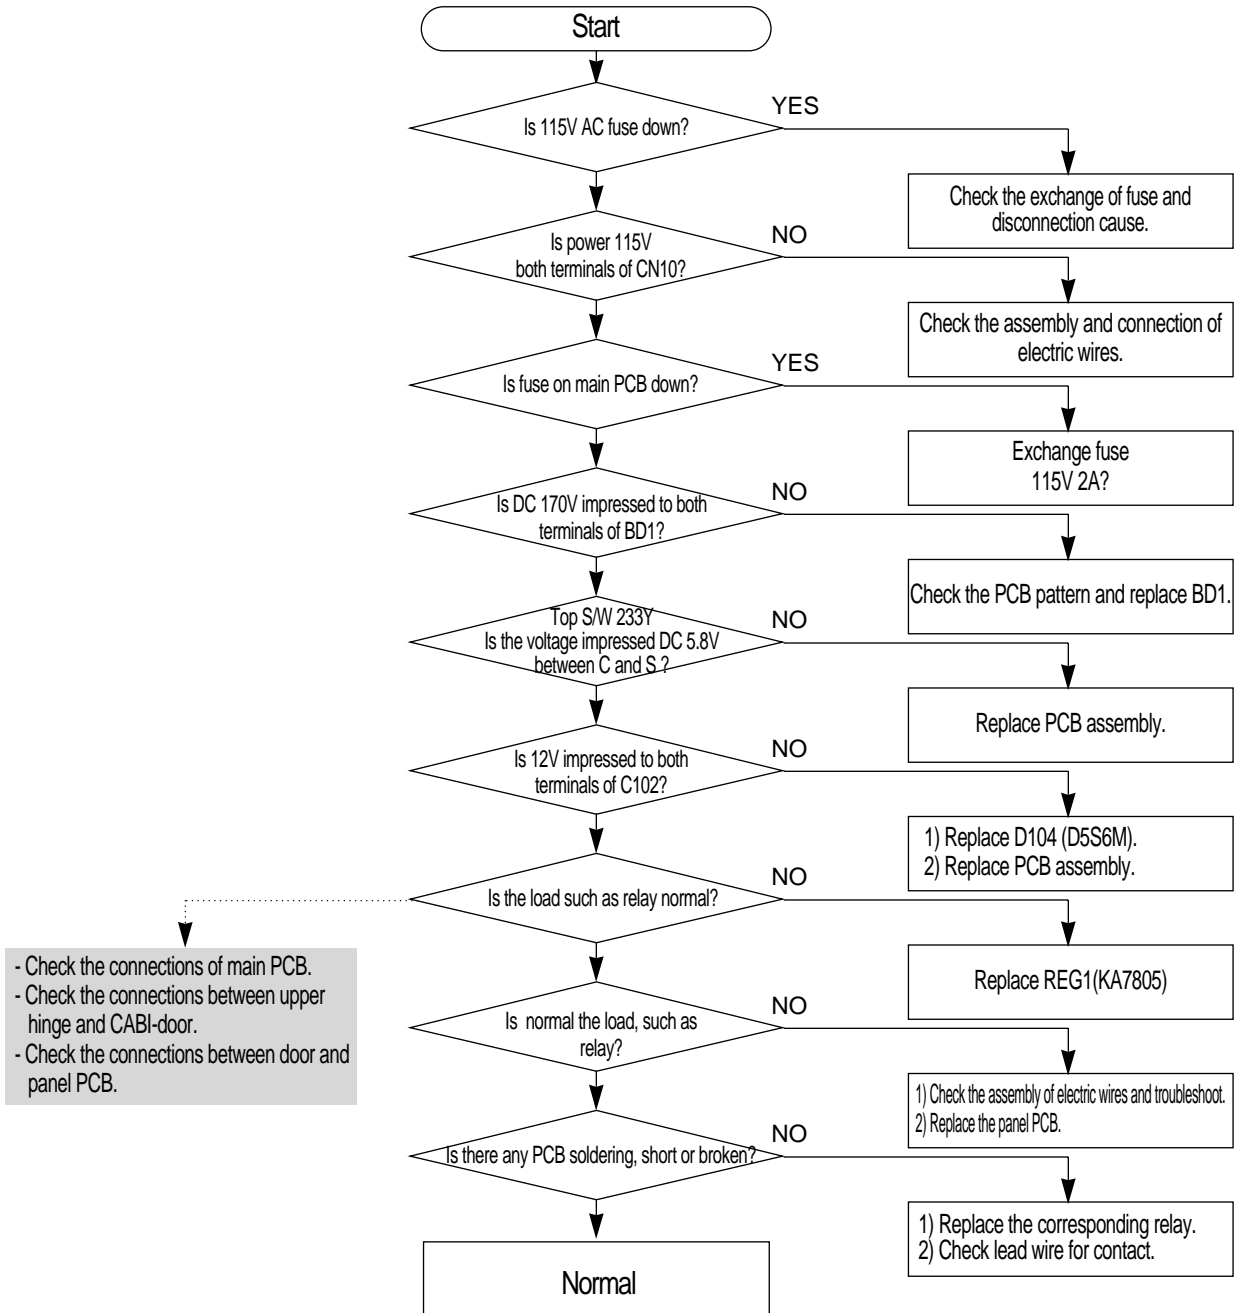 Start
Is 115V AC fuse down?
YES
Check the exchange of fuse and
disconnection cause.
Is power 115V
both terminals of CN10?
NO
Check the assembly and connection of
electric wires.
Is fuse on main PCB down?
YES
Exchange fuse
115V 2A?
Is DC 170V impressed to both
terminals of BD1?
NO
Check the PCB pattern and replace BD1.
Top S/W 233Y
Is the voltage impressed DC 5.8V
between C and S ?
NO
Replace PCB assembly.
Is 12V impressed to both
terminals of C102?
NO
1) Replace D104 (D5S6M).
2) Replace PCB assembly.
Is the load such as relay normal?
NO
Replace REG1(KA7805)
- Check the connections of main PCB.
- Check the connections between upper
hinge and CABI-door.
- Check the connections between door and
panel PCB.
Is normal the load, such as
relay?
NO
1) Check the assembly of electric wires and troubleshoot.
2) Replace the panel PCB.
Is there any PCB soldering, short or broken?
NO
1) Replace the corresponding relay.
2) Check lead wire for contact.
Normal